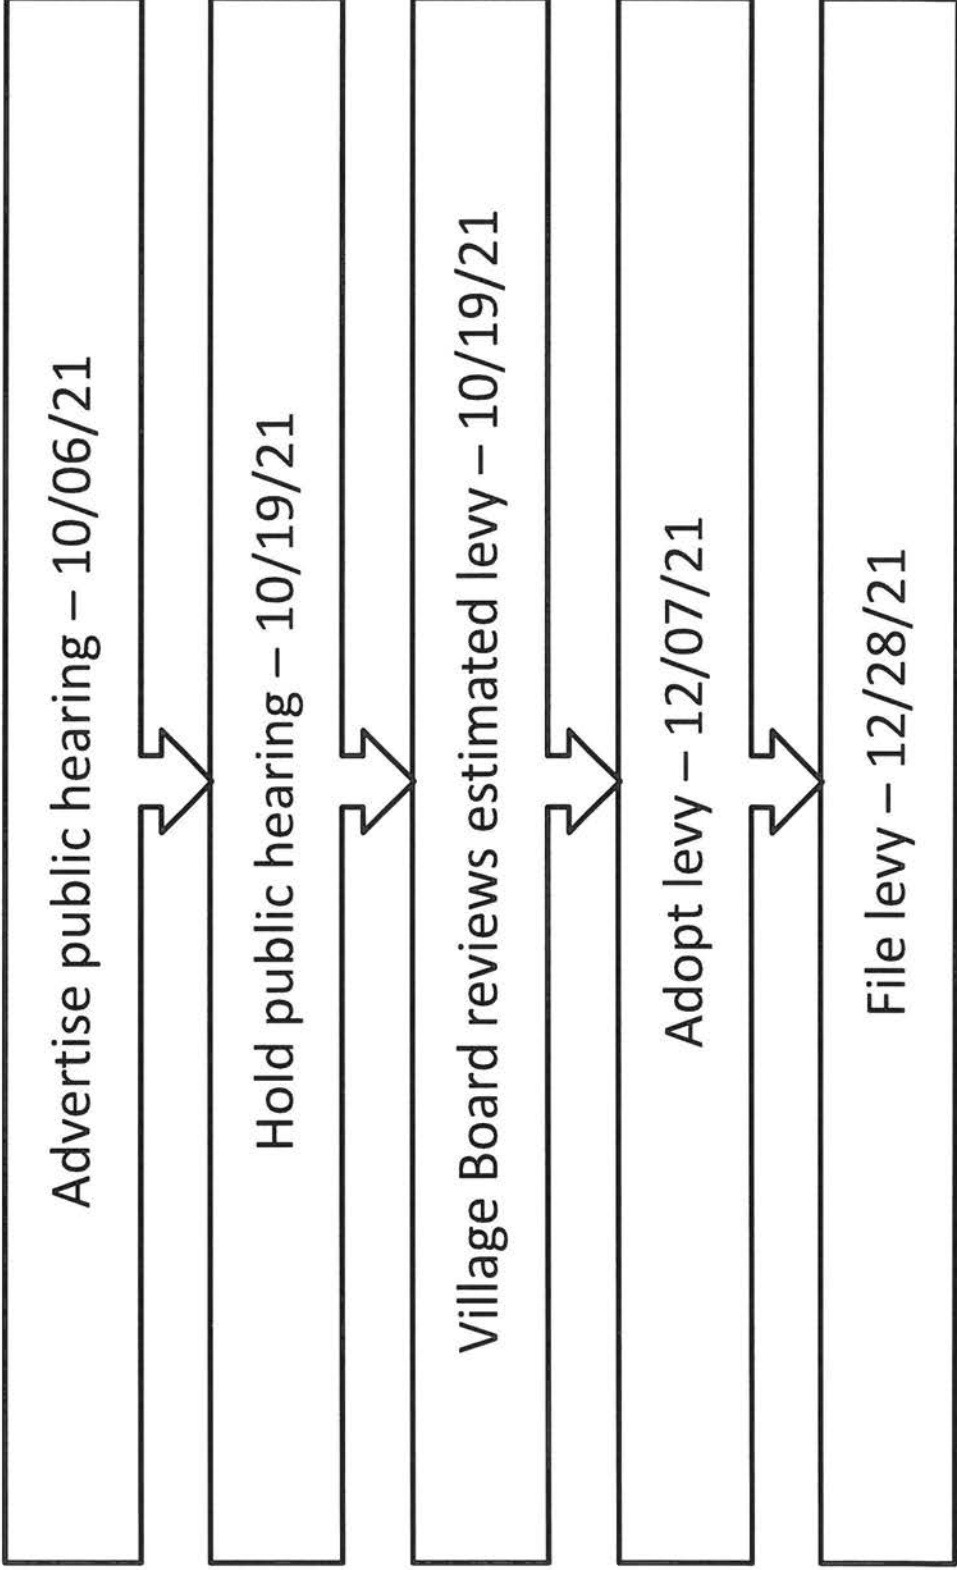 Advertise public hearing – 10/06/21
Hold public hearing – 10/19/21
Village Board reviews estimated levy – 10/19/21
Adopt levy – 12/07/21
File levy – 12/28/21